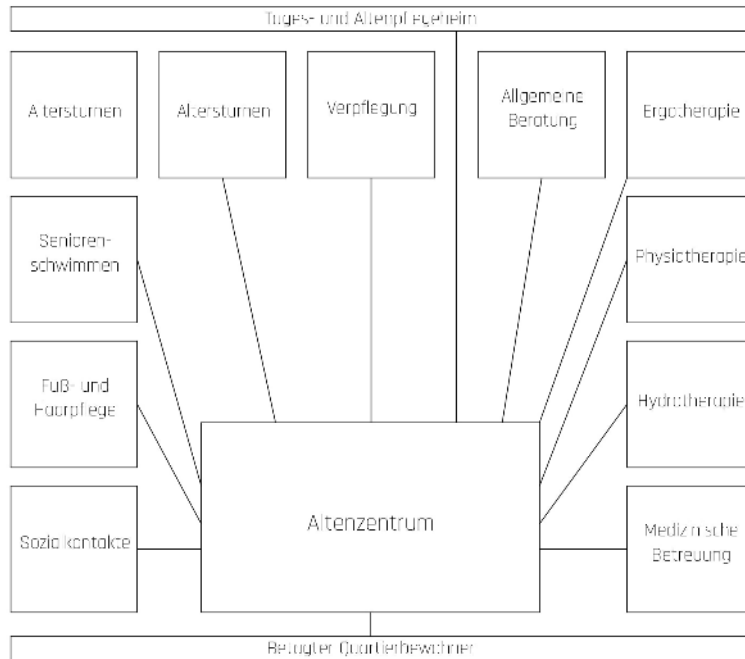 Tages- und Altenpflegeheim
Altersturnen
Altersturnen
Verpflegung
Allgemeine
Beratung
Ergotherapie
Senioren-
schwimmen
Physiotherapie
Fuß- und
Haarpflege
Hydrotherapie
Altenzentrum
Sozialkontakte
Medizinische
Betreuung
Betagter Quartierbewohner